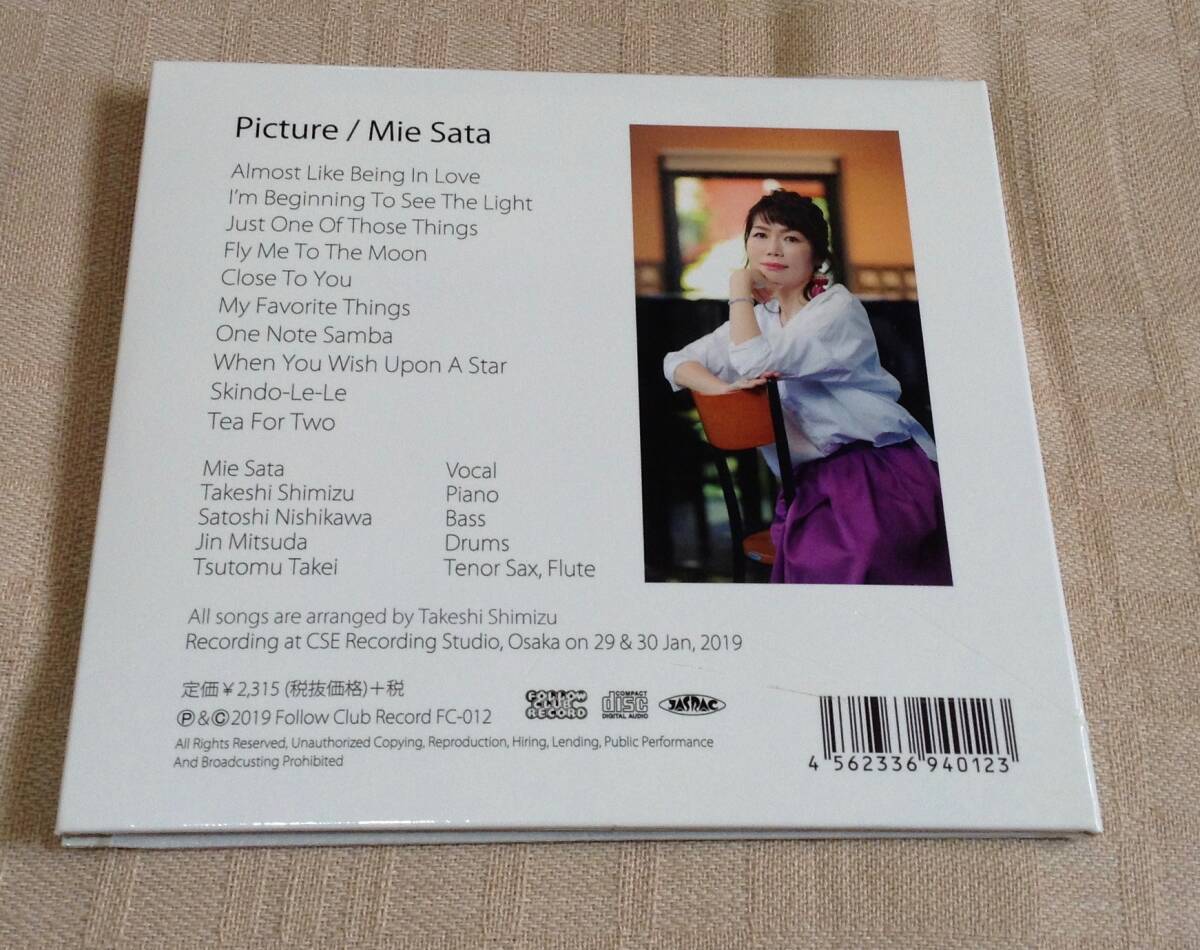 Picture / Mie Sata
Almost Like Being In Love
I'm Beginning To See The Light
Just One Of Those Things
Fly Me To The Moon
Close To You
My Favorite Things
One Note Samba
When You Wish Upon A Star
Skindo-Le-Le
Tea For Two
Mie Sata Vocal
Takeshi Shimizu Piano
Satoshi Nishikawa Bass
Jin Mitsuda Drums
Tsutomu Takei Tenor Sax, Flute
All songs are arranged by Takeshi Shimizu
Recording at CSE Recording Studio, Osaka on 29 & 30 Jan, 2019
定価¥2,315 (税抜価格)+税
℗&©2019 Follow Club Record FC-012
FOLLOW CLUB RECORD
COMPACT disc DIGITAL AUDIO
JASRAC
All Rights Reserved, Unauthorized Copying, Reproduction, Hiring, Lending, Public Performance
And Broadcusting Prohibited
4 562336 940123